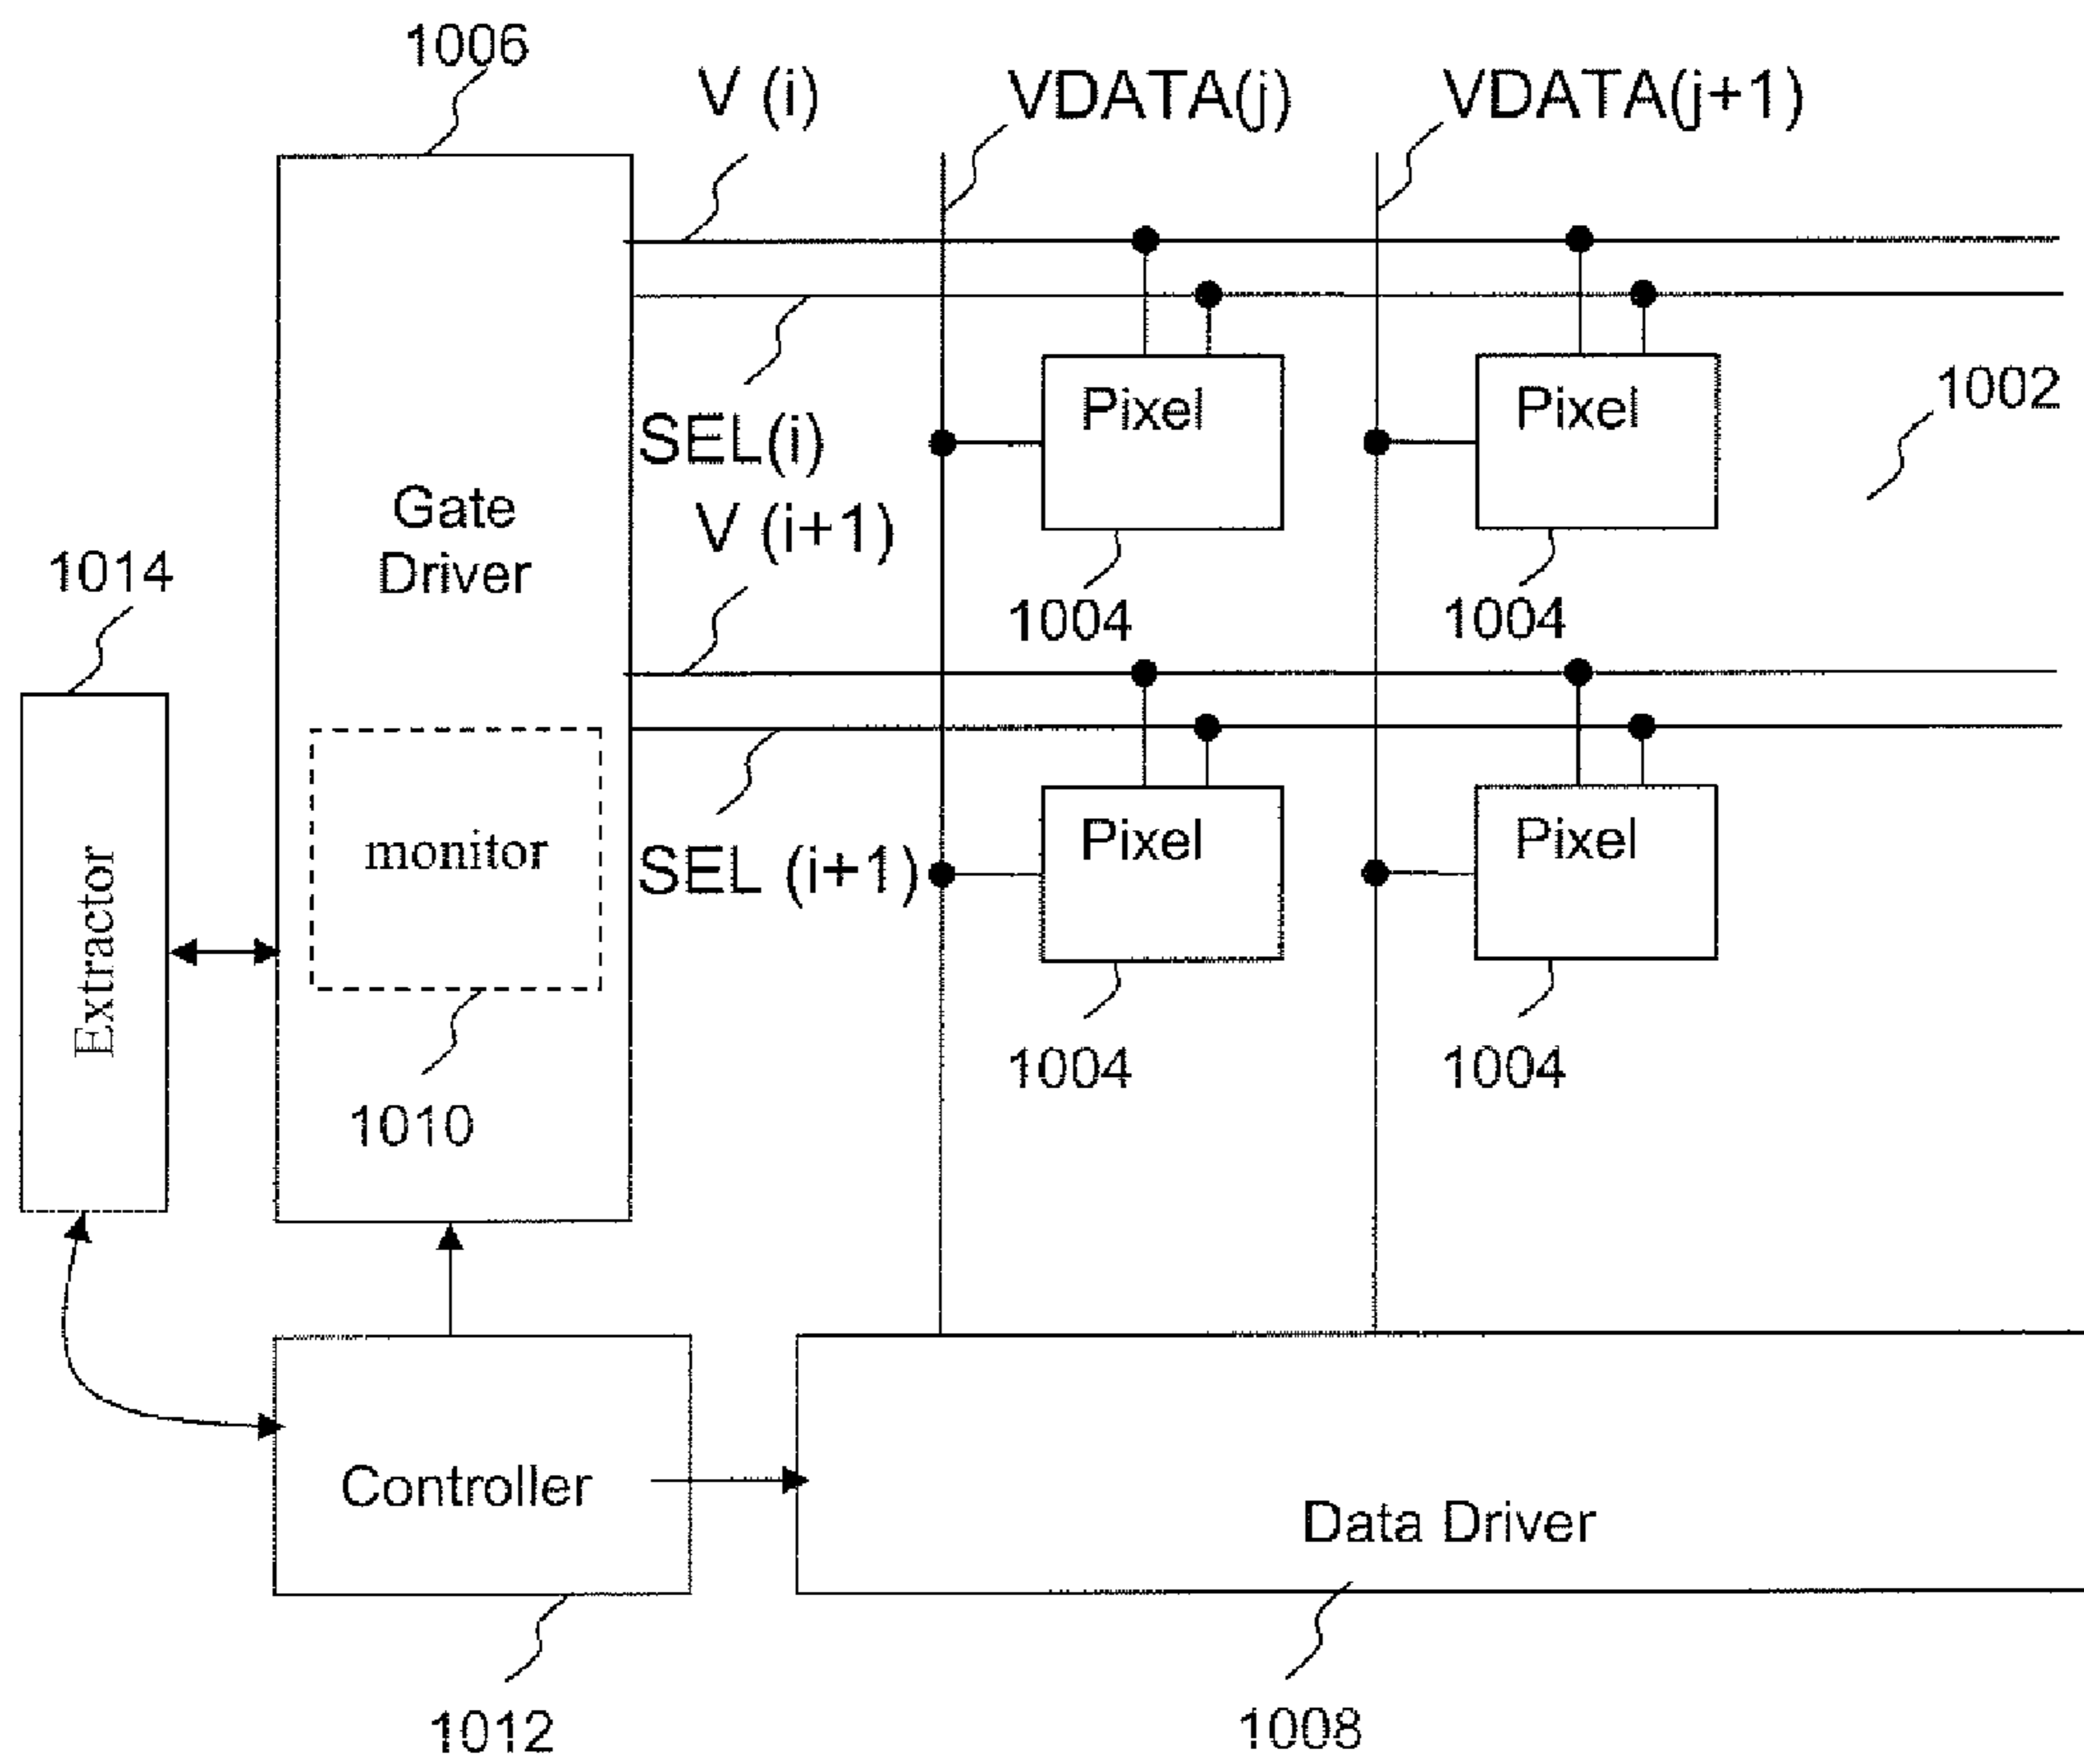 1006
V (i)
VDATA(j)
VDATA(j+1)
Pixel
Pixel
1002
SEL(i)
Gate
Driver
V (i+1)
1014
1004
1004
monitor
Pixel
Pixel
SEL (i+1)
Extractor
1004
1004
1010
Controller
Data Driver
1012
1008